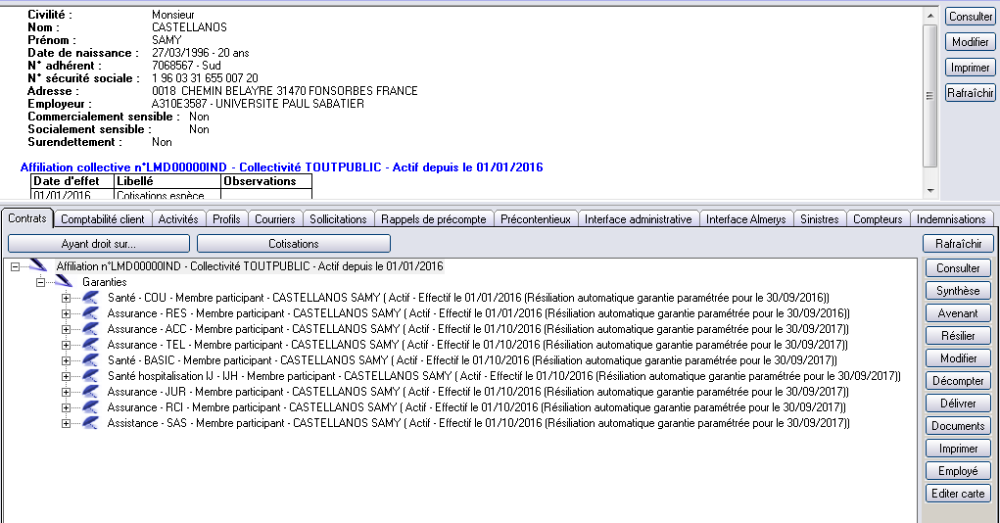 Civilité : Monsieur
Nom : CASTELLANOS
Prénom : SAMY
Date de naissance : 27/03/1996 - 20 ans
N° adhérent : 7068567 - Sud
N° sécurité sociale : 1 96 03 31 655 007 20
Adresse : 0018 CHEMIN BELAYRE 31470 FONSORBES FRANCE
Employeur : A310E3587 - UNIVERSITE PAUL SABATIER
Commercialement sensible : Non
Socialement sensible : Non
Surendettement : Non
Consulter
Modifier
Imprimer
Rafraîchir
Affiliation collective n°LMD00000IND - Collectivité TOUTPUBLIC - Actif depuis le 01/01/2016
Date d'effet Libellé Observations
01/01/2016 Cotisations espèce
Contrats Comptabilité client Activités Profils Courriers Sollicitations Rappels de précompte Précontentieux Interface administrative Interface Almerys Sinistres Compteurs Indemnisations
Ayant droit sur... Cotisations Rafraîchir
Affiliation n°LMD00000IND - Collectivité TOUTPUBLIC - Actif depuis le 01/01/2016
Garanties
Santé - COU - Membre participant - CASTELLANOS SAMY ( Actif - Effectif le 01/01/2016 (Résiliation automatique garantie paramétrée pour le 30/09/2016))
Assurance - RES - Membre participant - CASTELLANOS SAMY ( Actif - Effectif le 01/01/2016 (Résiliation automatique garantie paramétrée pour le 30/09/2016))
Assurance - ACC - Membre participant - CASTELLANOS SAMY ( Actif - Effectif le 01/10/2016 (Résiliation automatique garantie paramétrée pour le 30/09/2017))
Assurance - TEL - Membre participant - CASTELLANOS SAMY ( Actif - Effectif le 01/10/2016 (Résiliation automatique garantie paramétrée pour le 30/09/2017))
Santé - BASIC - Membre participant - CASTELLANOS SAMY ( Actif - Effectif le 01/10/2016 (Résiliation automatique garantie paramétrée pour le 30/09/2017))
Santé hospitalisation IJ - IJH - Membre participant - CASTELLANOS SAMY ( Actif - Effectif le 01/10/2016 (Résiliation automatique garantie paramétrée pour le 30/09/2017))
Assurance - JUR - Membre participant - CASTELLANOS SAMY ( Actif - Effectif le 01/10/2016 (Résiliation automatique garantie paramétrée pour le 30/09/2017))
Assurance - RCI - Membre participant - CASTELLANOS SAMY ( Actif - Effectif le 01/10/2016 (Résiliation automatique garantie paramétrée pour le 30/09/2017))
Assistance - SAS - Membre participant - CASTELLANOS SAMY ( Actif - Effectif le 01/10/2016 (Résiliation automatique garantie paramétrée pour le 30/09/2017))
Consulter
Synthèse
Avenant
Résilier
Modifier
Décompter
Délivrer
Documents
Imprimer
Employé
Editer carte